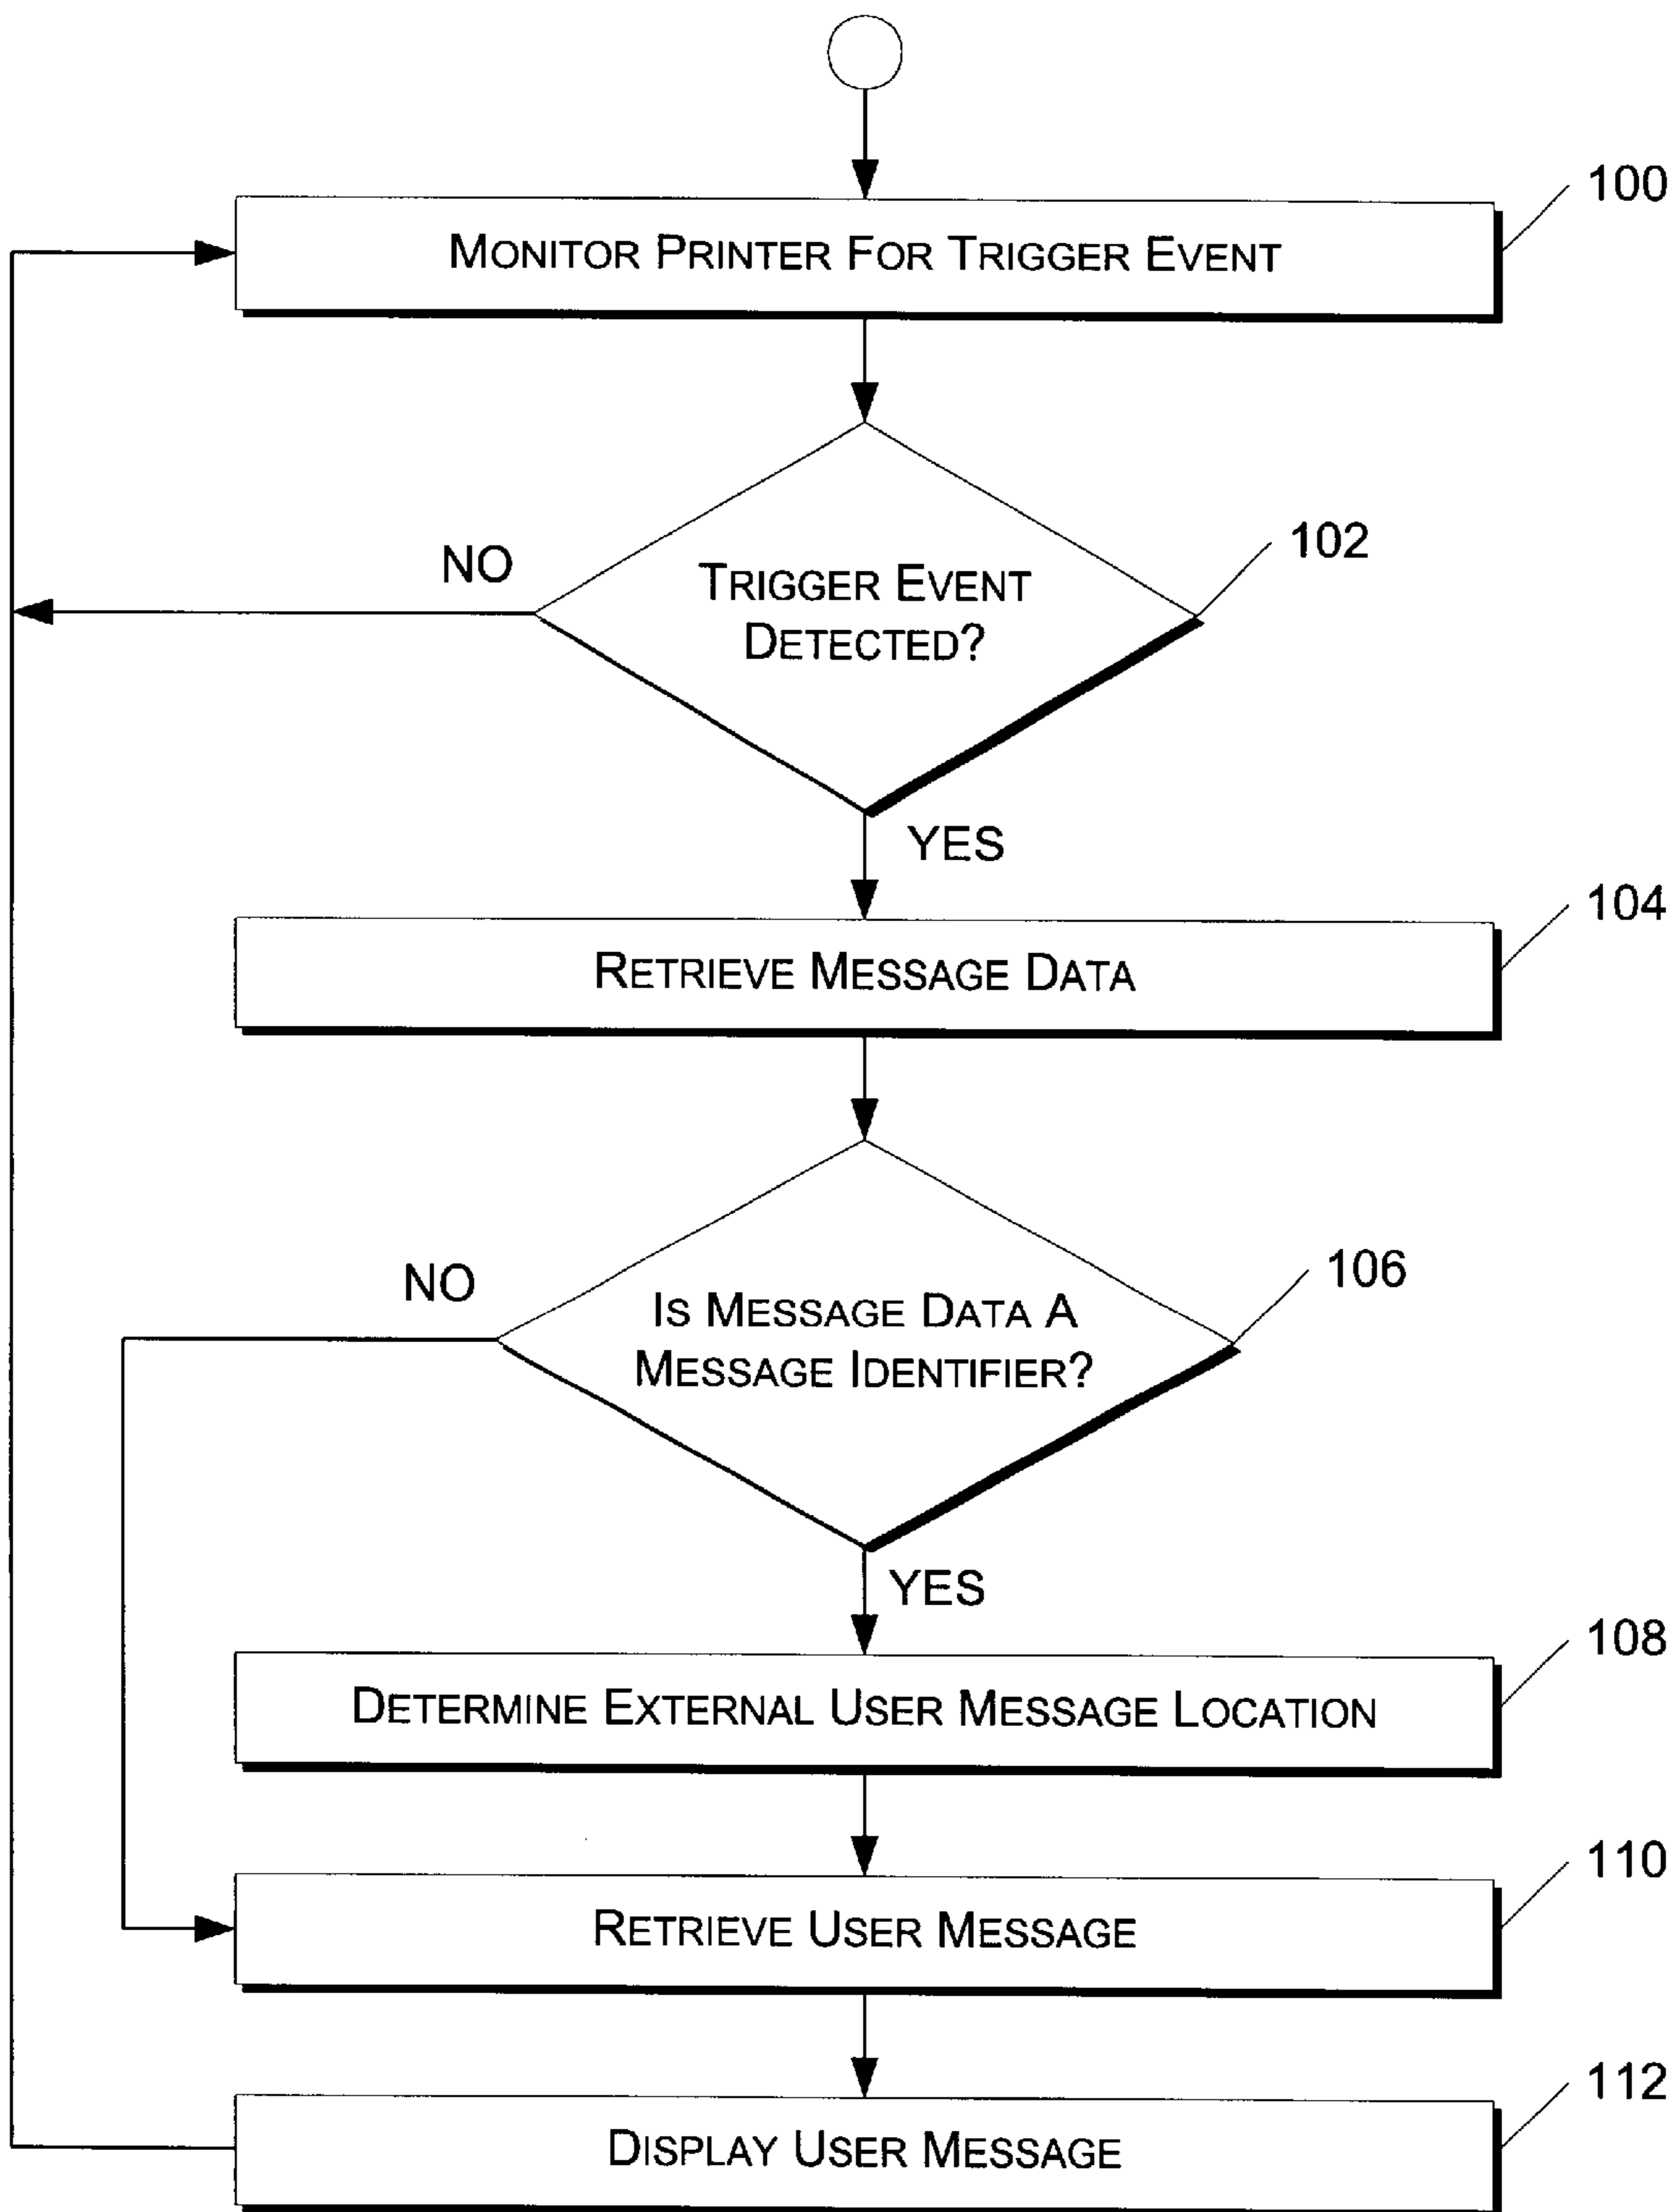 100
MONITOR PRINTER FOR TRIGGER EVENT
102
NO
TRIGGER EVENT
DETECTED?
YES
104
RETRIEVE MESSAGE DATA
106
NO
IS MESSAGE DATA A
MESSAGE IDENTIFIER?
YES
108
DETERMINE EXTERNAL USER MESSAGE LOCATION
110
RETRIEVE USER MESSAGE
112
DISPLAY USER MESSAGE